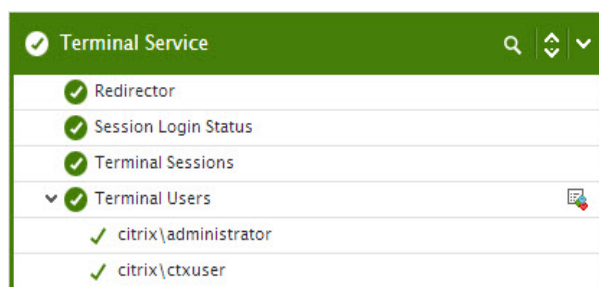 Terminal Service
Redirector
Session Login Status
Terminal Sessions
Terminal Users
citrix\administrator
citrix\ctxuser